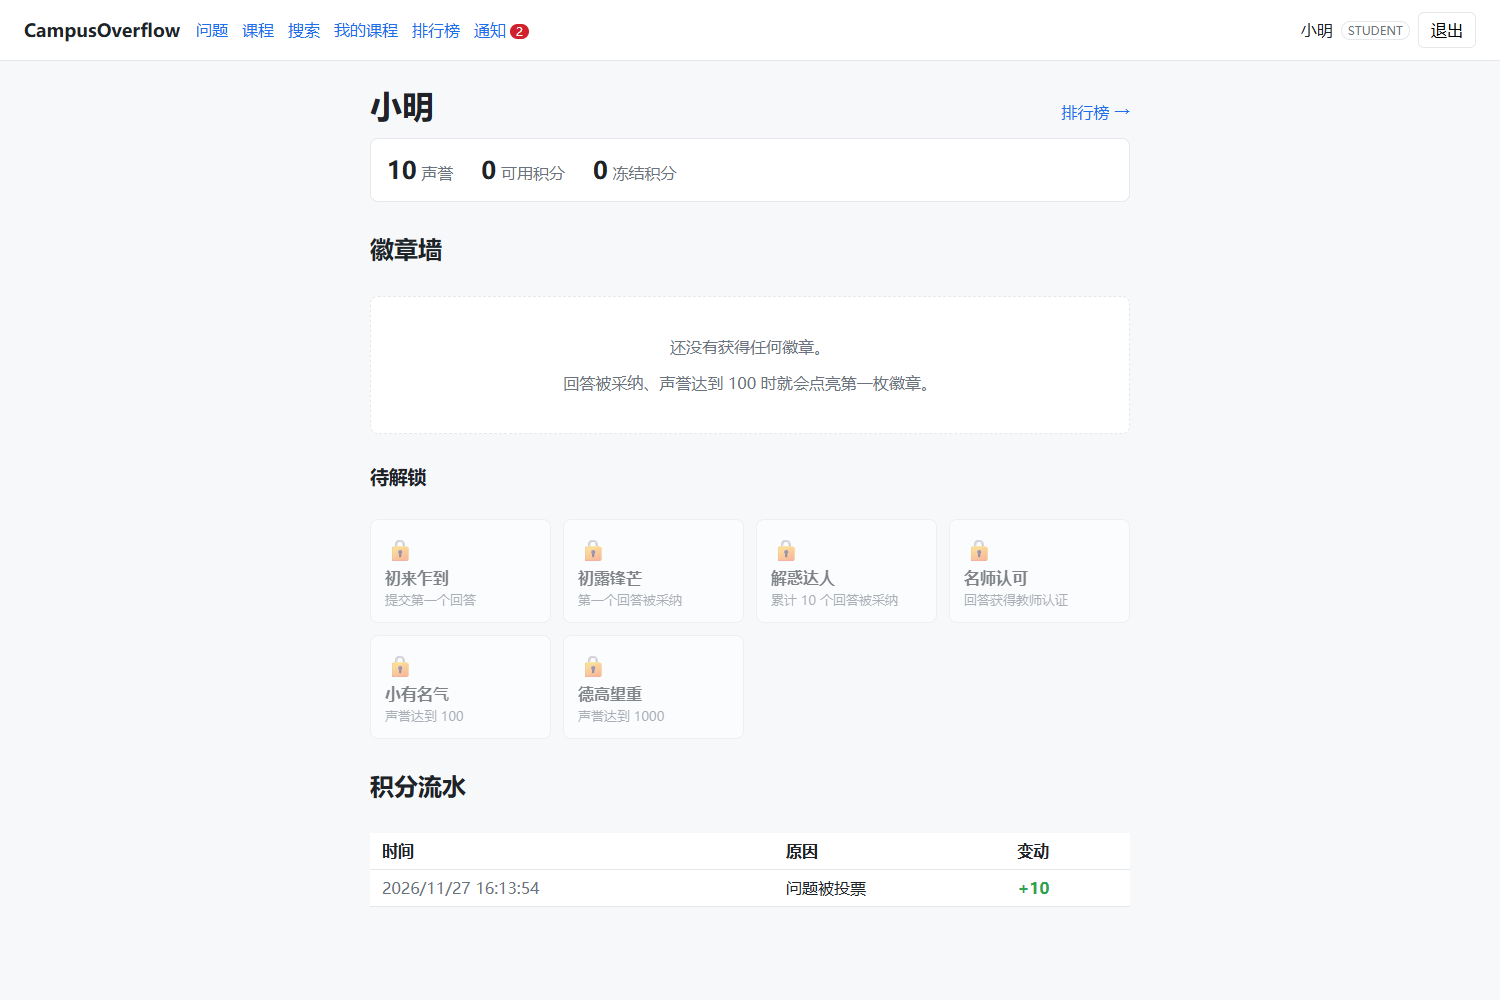 CampusOverflow 问题 课程 搜索 我的课程 排行榜 通知 2 小明 STUDENT 退出
小明 排行榜 →
10 声誉 0 可用积分 0 冻结积分
徽章墙
还没有获得任何徽章。
回答被采纳、声誉达到 100 时就会点亮第一枚徽章。
待解锁
初来乍到
提交第一个回答
初露锋芒
第一个回答被采纳
解惑达人
累计 10 个回答被采纳
名师认可
回答获得教师认证
小有名气
声誉达到 100
德高望重
声誉达到 1000
积分流水
时间 原因 变动
2026/11/27 16:13:54 问题被投票 +10